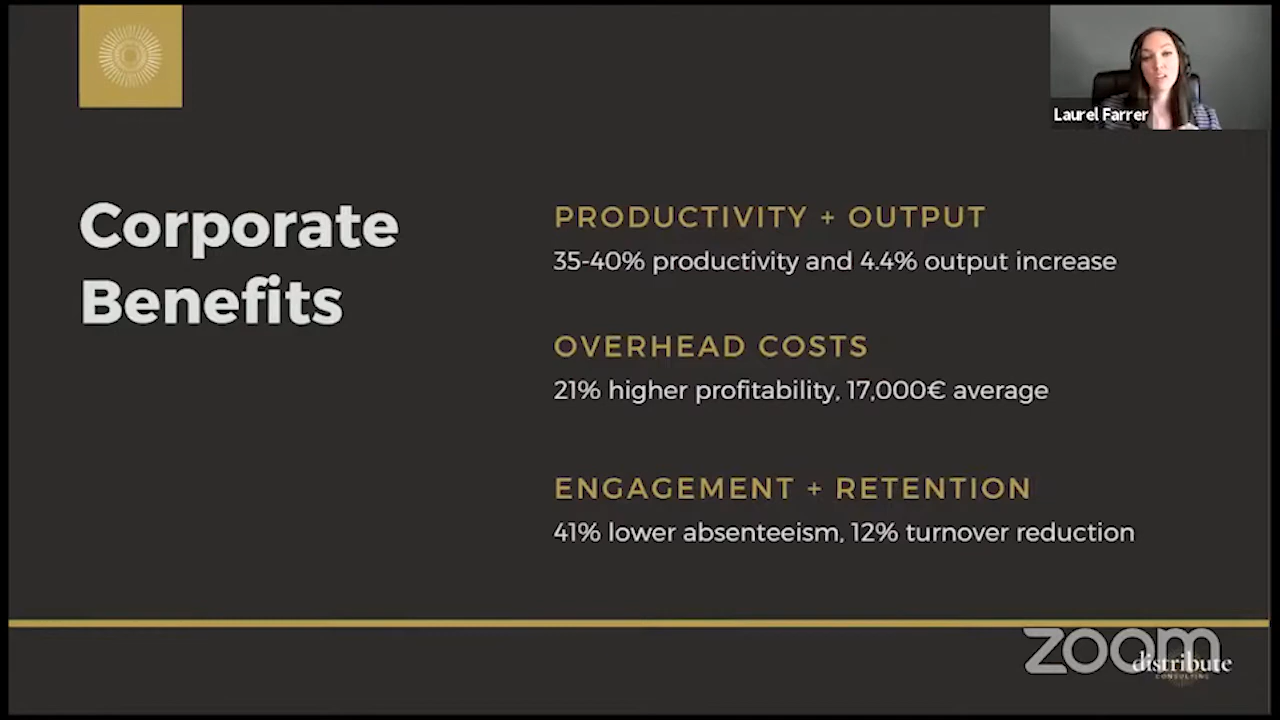 Laurel Farrer
Corporate
Benefits
PRODUCTIVITY + OUTPUT
35-40% productivity and 4.4% output increase
OVERHEAD COSTS
21% higher profitability, 17,000€ average
ENGAGEMENT + RETENTION
41% lower absenteeism, 12% turnover reduction
zoom
distribute
CONSULTING